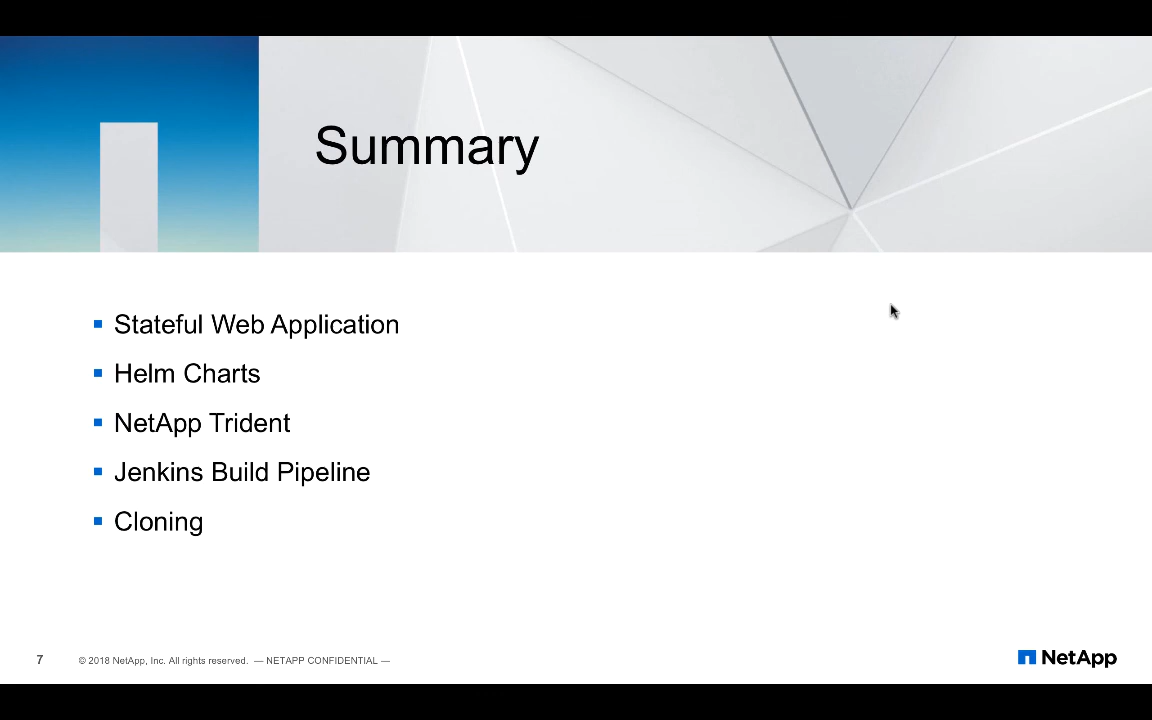 Summary
Stateful Web Application
Helm Charts
NetApp Trident
Jenkins Build Pipeline
Cloning
7 © 2018 NetApp, Inc. All rights reserved. — NETAPP CONFIDENTIAL —
NetApp